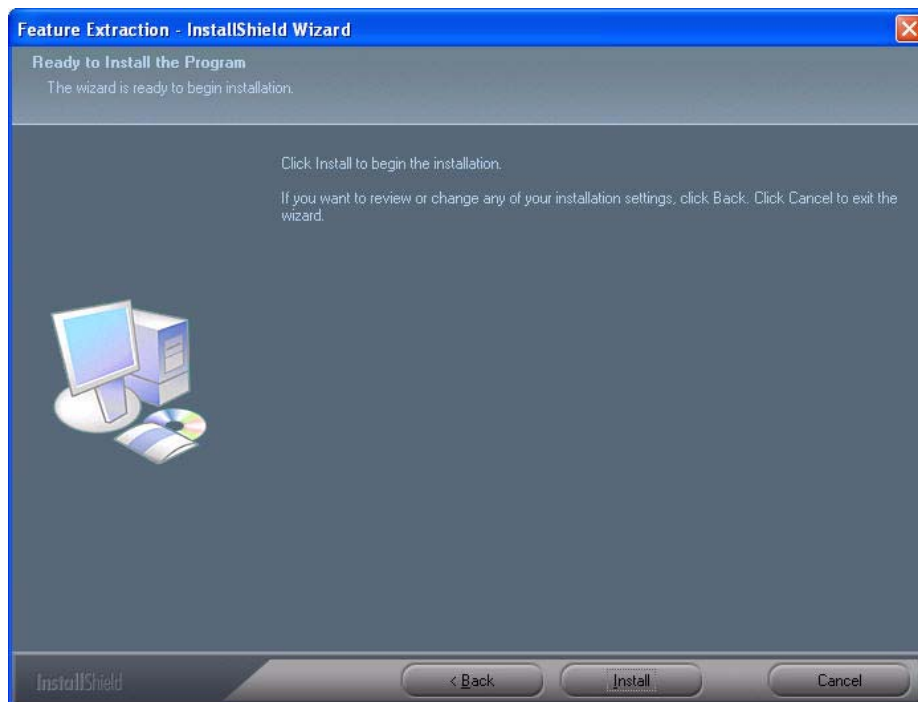 Feature Extraction - InstallShield Wizard
Ready to Install the Program
The wizard is ready to begin installation.
Click Install to begin the installation.
If you want to review or change any of your installation settings, click Back. Click Cancel to exit the
wizard.
InstallShield
< Back
Install
Cancel